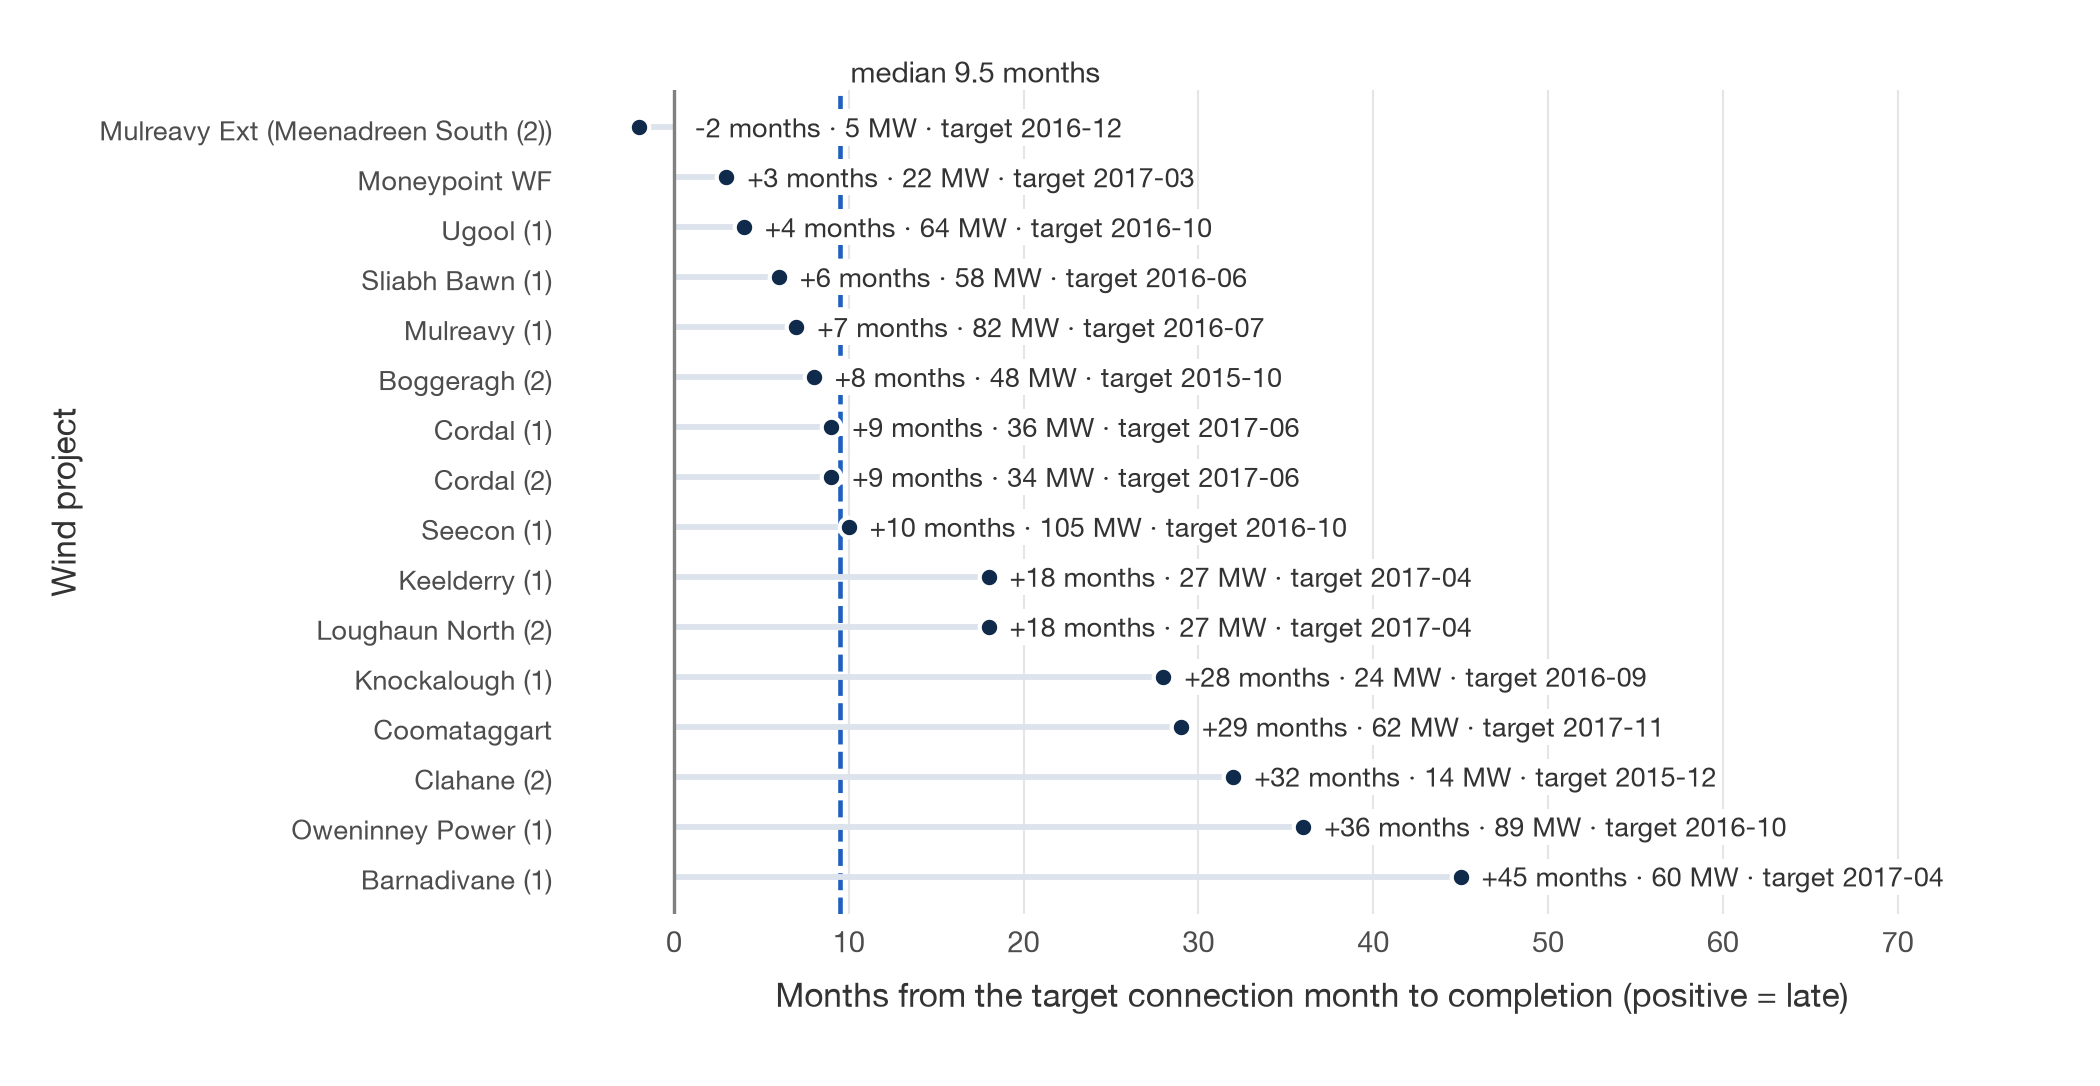 median 9.5 months
Mulreavy Ext (Meenadreen South (2)) -2 months · 5 MW · target 2016-12
Moneypoint WF +3 months · 22 MW · target 2017-03
Ugool (1) +4 months · 64 MW · target 2016-10
Sliabh Bawn (1) +6 months · 58 MW · target 2016-06
Mulreavy (1) +7 months · 82 MW · target 2016-07
Boggeragh (2) +8 months · 48 MW · target 2015-10
Cordal (1) +9 months · 36 MW · target 2017-06
Cordal (2) +9 months · 34 MW · target 2017-06
Seecon (1) +10 months · 105 MW · target 2016-10
Keelderry (1) +18 months · 27 MW · target 2017-04
Loughaun North (2) +18 months · 27 MW · target 2017-04
Knockalough (1) +28 months · 24 MW · target 2016-09
Coomataggart +29 months · 62 MW · target 2017-11
Clahane (2) +32 months · 14 MW · target 2015-12
Oweninney Power (1) +36 months · 89 MW · target 2016-10
Barnadivane (1) +45 months · 60 MW · target 2017-04
Wind project
0 10 20 30 40 50 60 70
Months from the target connection month to completion (positive = late)